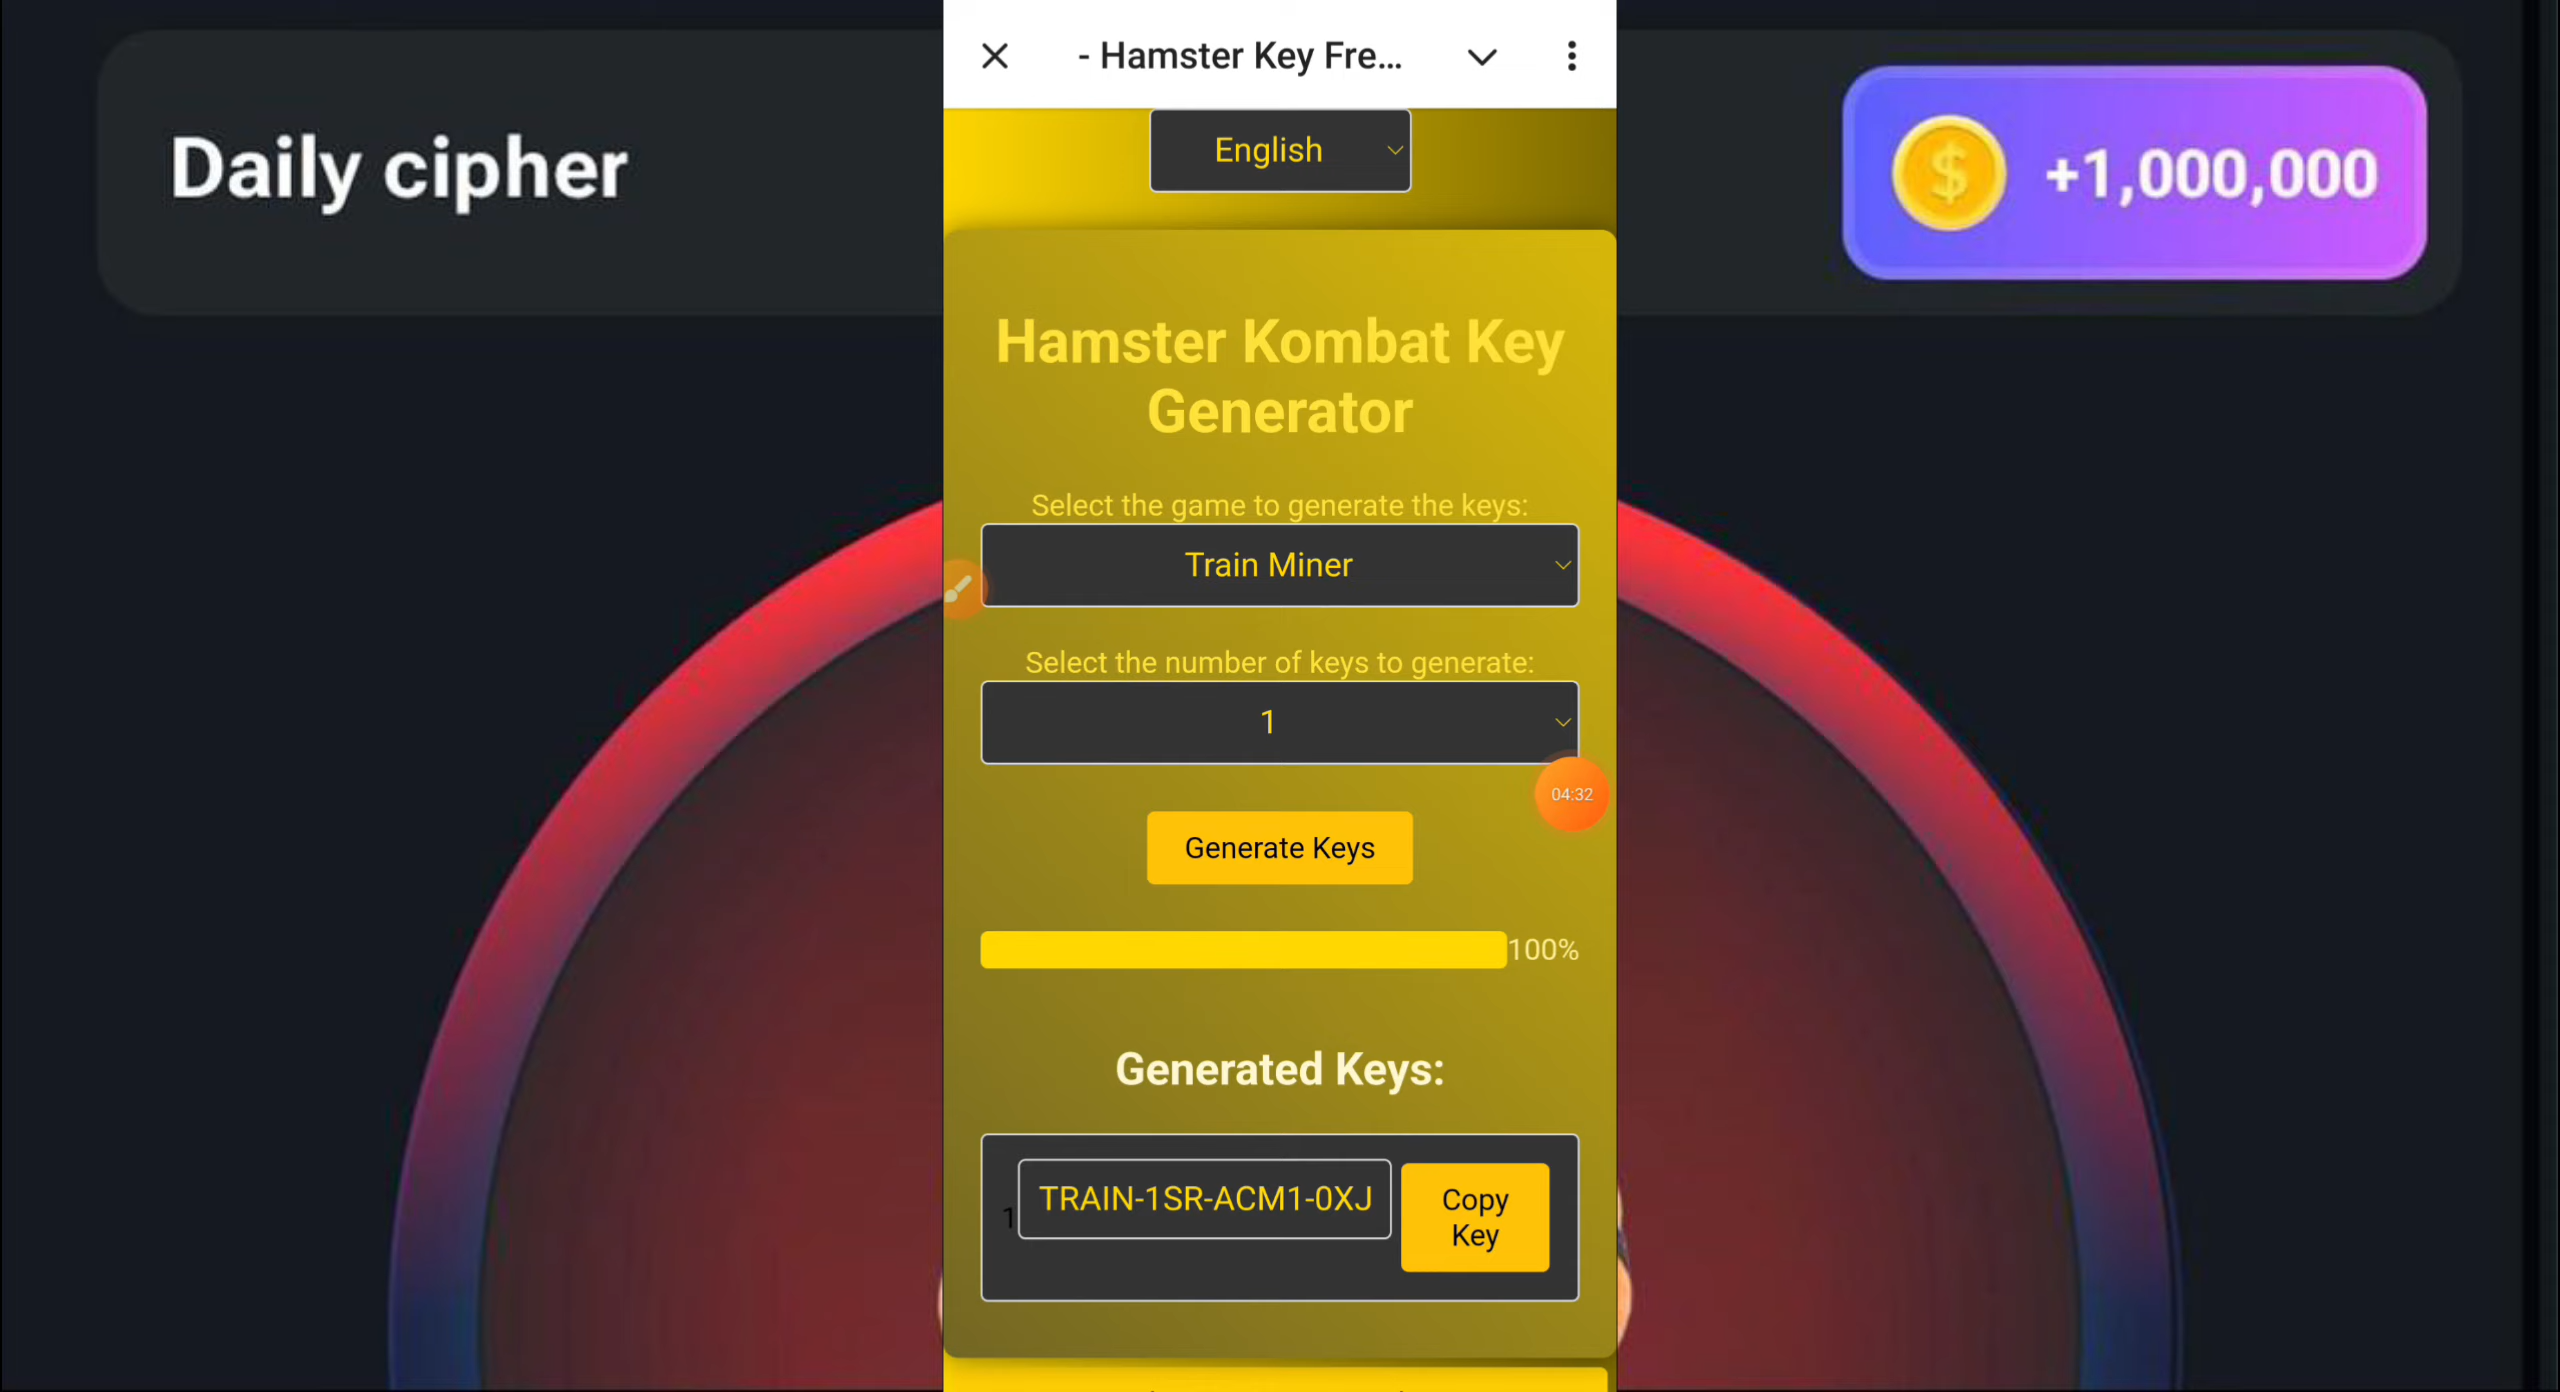 Daily cipher
- Hamster Key Fre...
+1,000,000
English
Hamster Kombat Key
Generator
Select the game to generate the keys:
Train Miner
Select the number of keys to generate:
1
04:32
Generate Keys
100%
Generated Keys:
1
TRAIN-1SR-ACM1-0XJ
Copy
Key